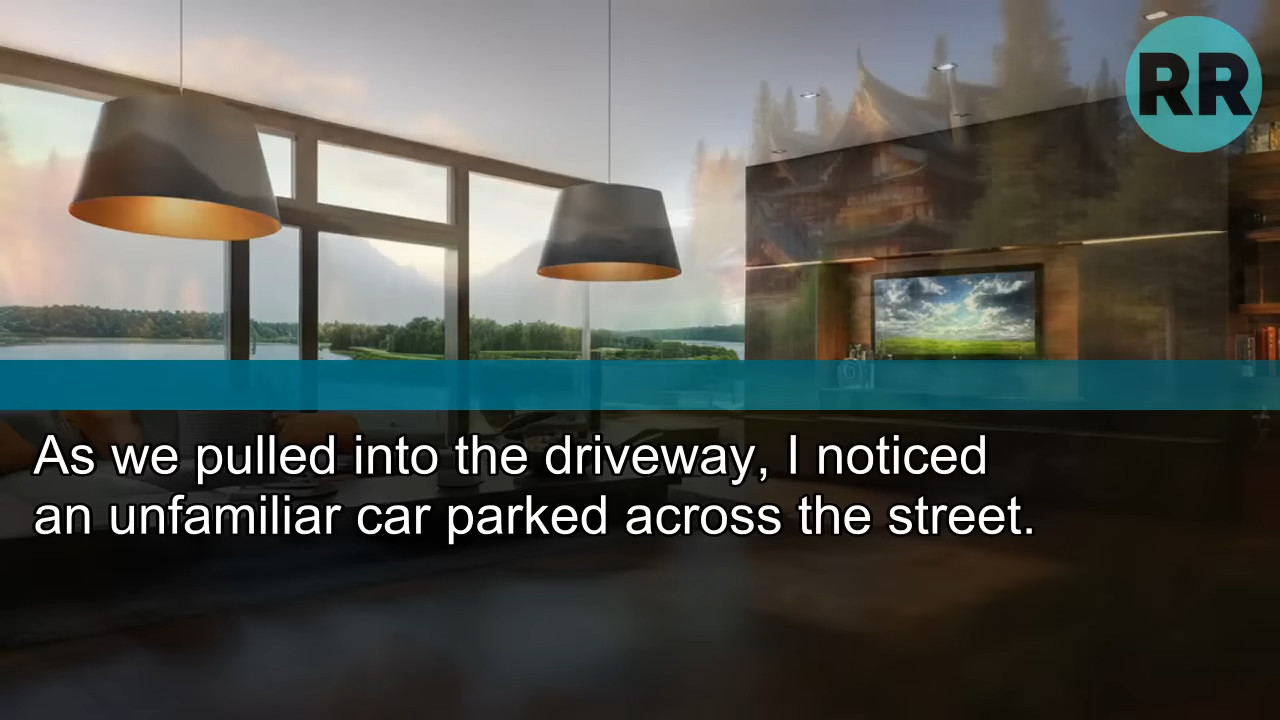 RR
As we pulled into the driveway, I noticed
an unfamiliar car parked across the street.